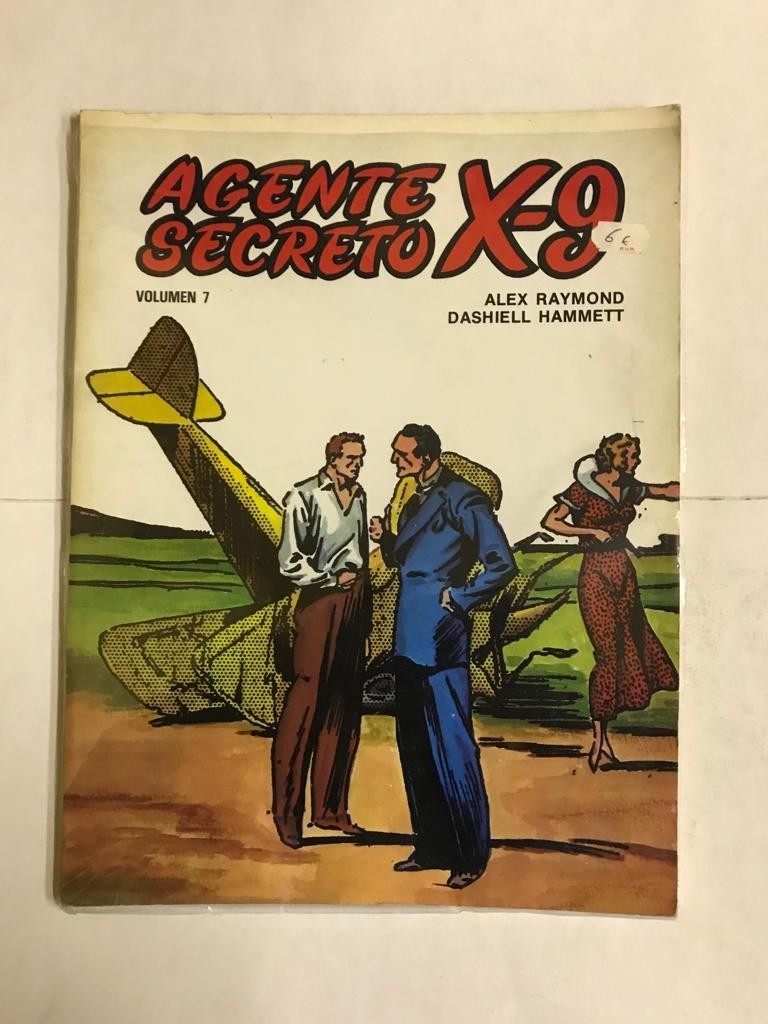 AGENTE
SECRETO X-9
6 €
VOLUMEN 7
ALEX RAYMOND
DASHIELL HAMMETT